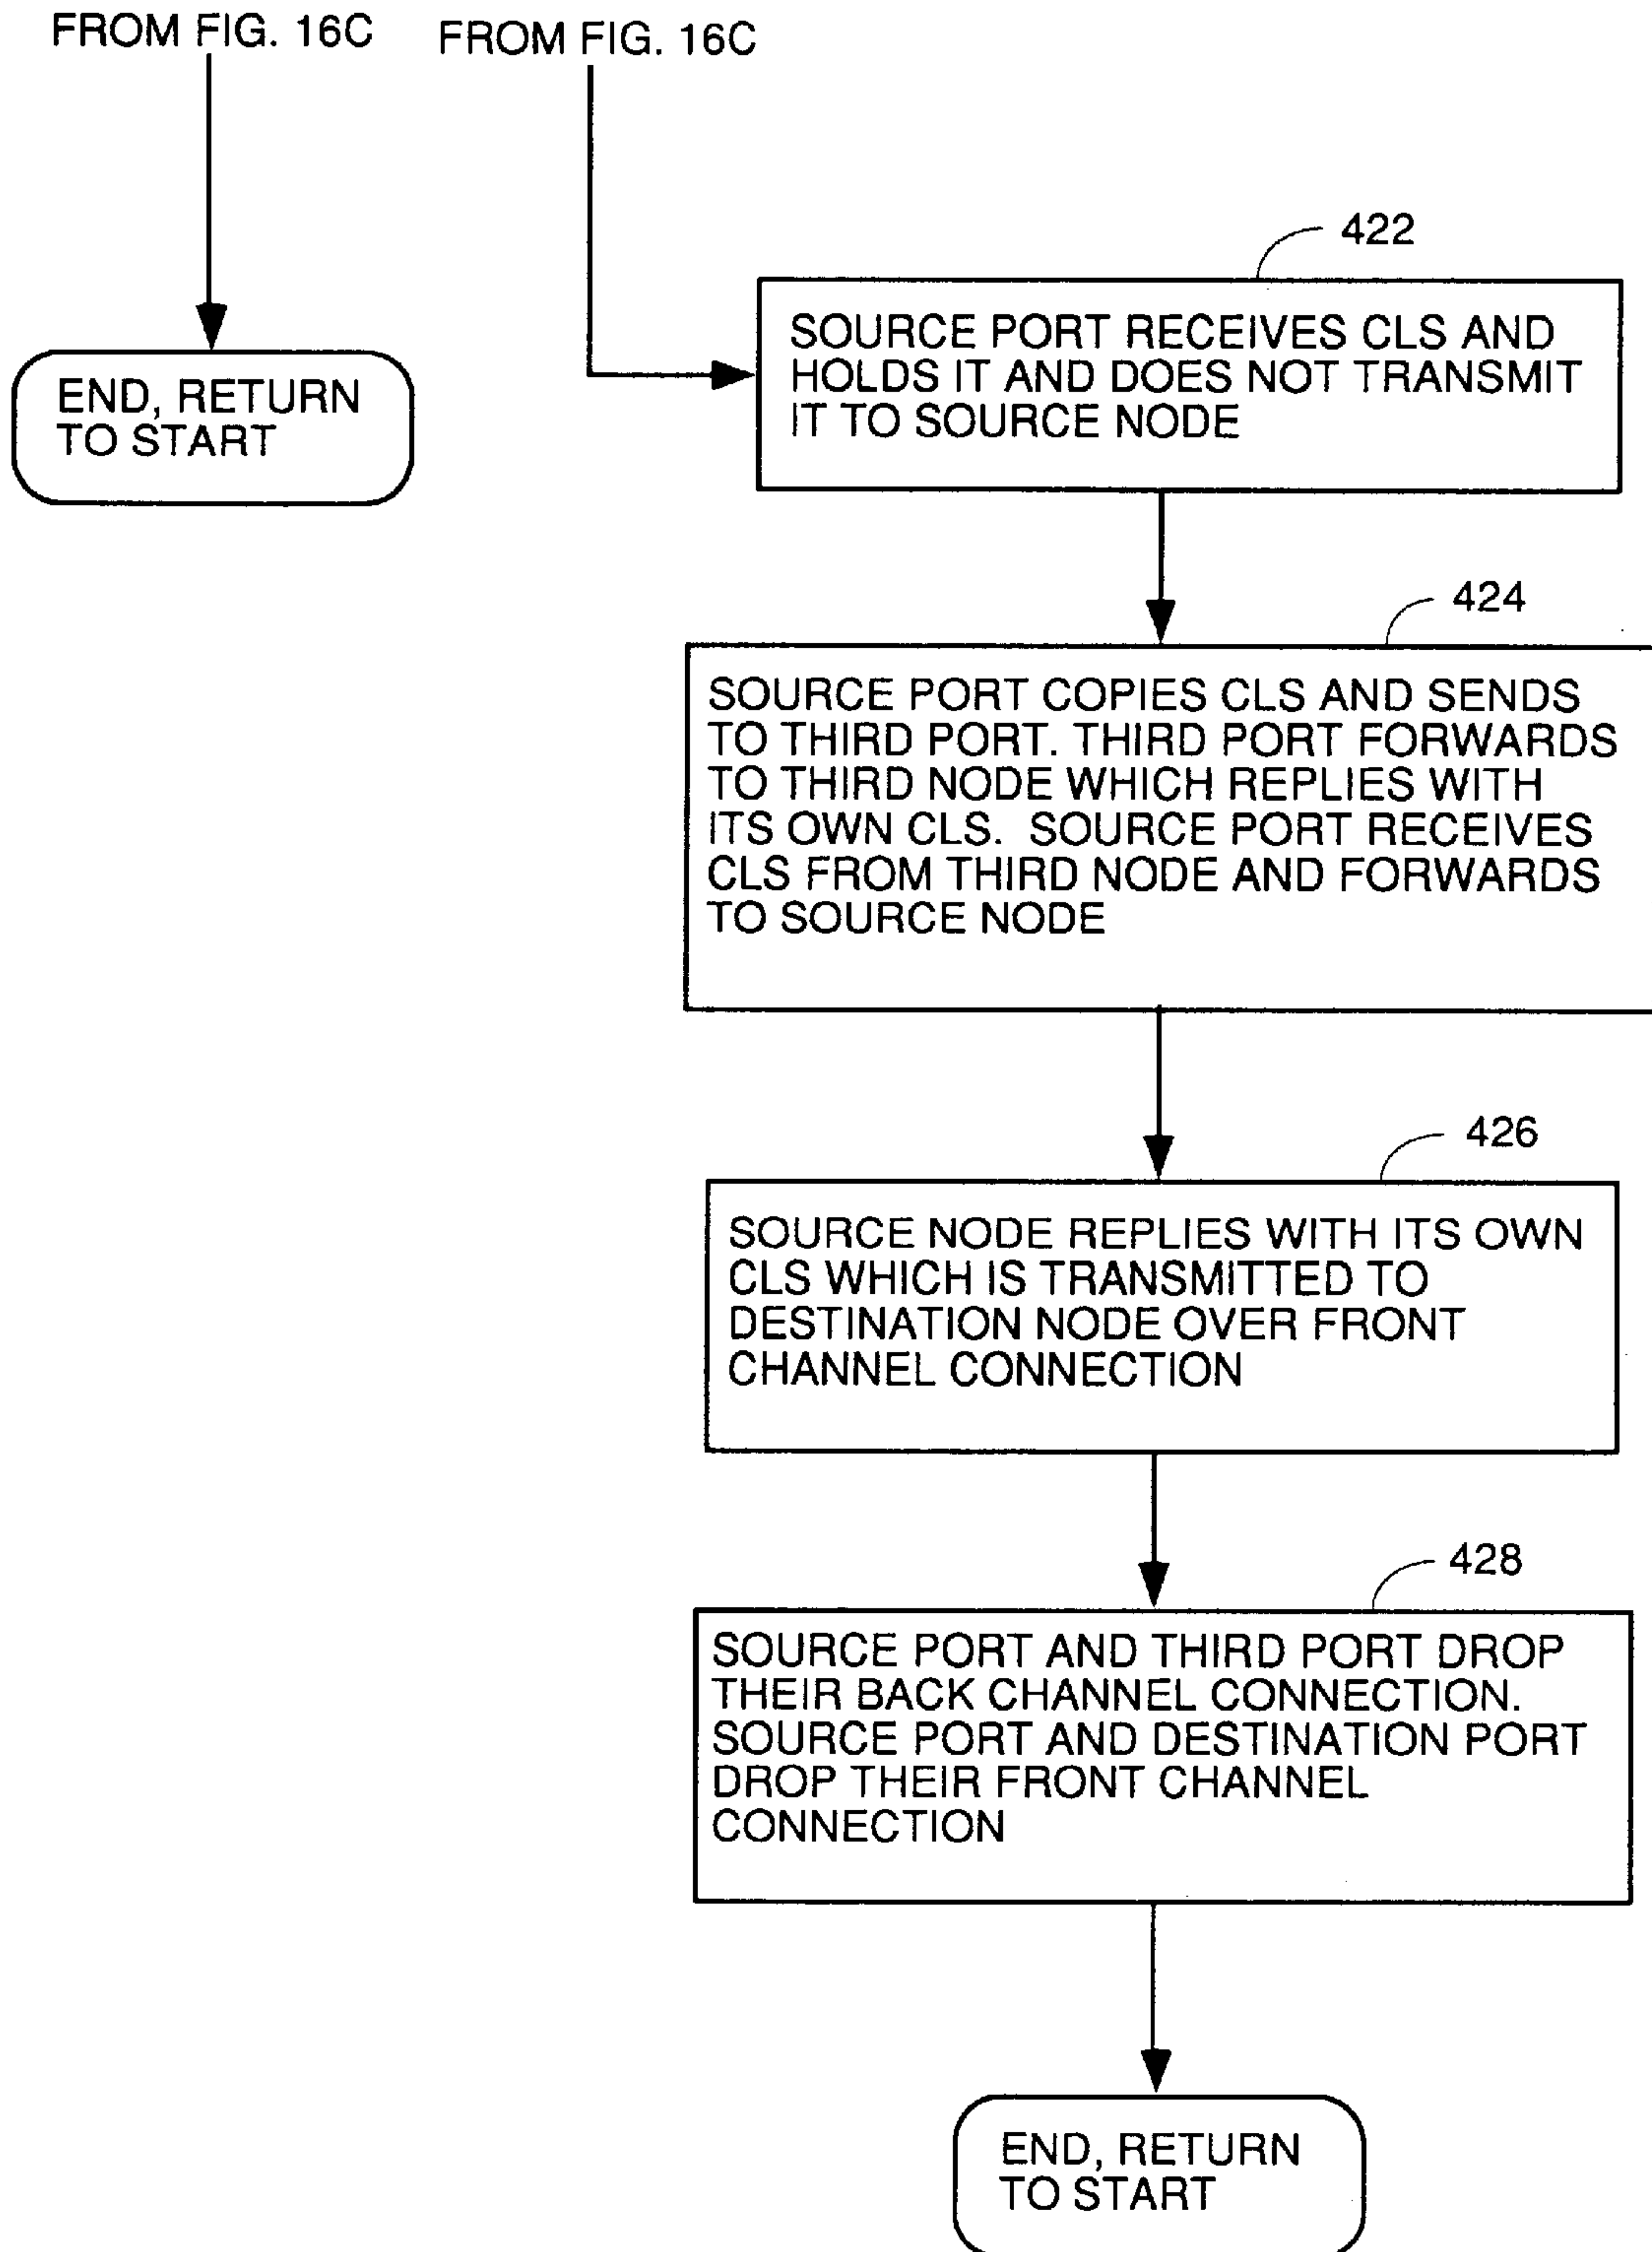 FROM FIG. 16C
FROM FIG. 16C
END, RETURN
TO START
422
SOURCE PORT RECEIVES CLS AND
HOLDS IT AND DOES NOT TRANSMIT
IT TO SOURCE NODE
424
SOURCE PORT COPIES CLS AND SENDS
TO THIRD PORT. THIRD PORT FORWARDS
TO THIRD NODE WHICH REPLIES WITH
ITS OWN CLS. SOURCE PORT RECEIVES
CLS FROM THIRD NODE AND FORWARDS
TO SOURCE NODE
426
SOURCE NODE REPLIES WITH ITS OWN
CLS WHICH IS TRANSMITTED TO
DESTINATION NODE OVER FRONT
CHANNEL CONNECTION
428
SOURCE PORT AND THIRD PORT DROP
THEIR BACK CHANNEL CONNECTION.
SOURCE PORT AND DESTINATION PORT
DROP THEIR FRONT CHANNEL
CONNECTION
END, RETURN
TO START